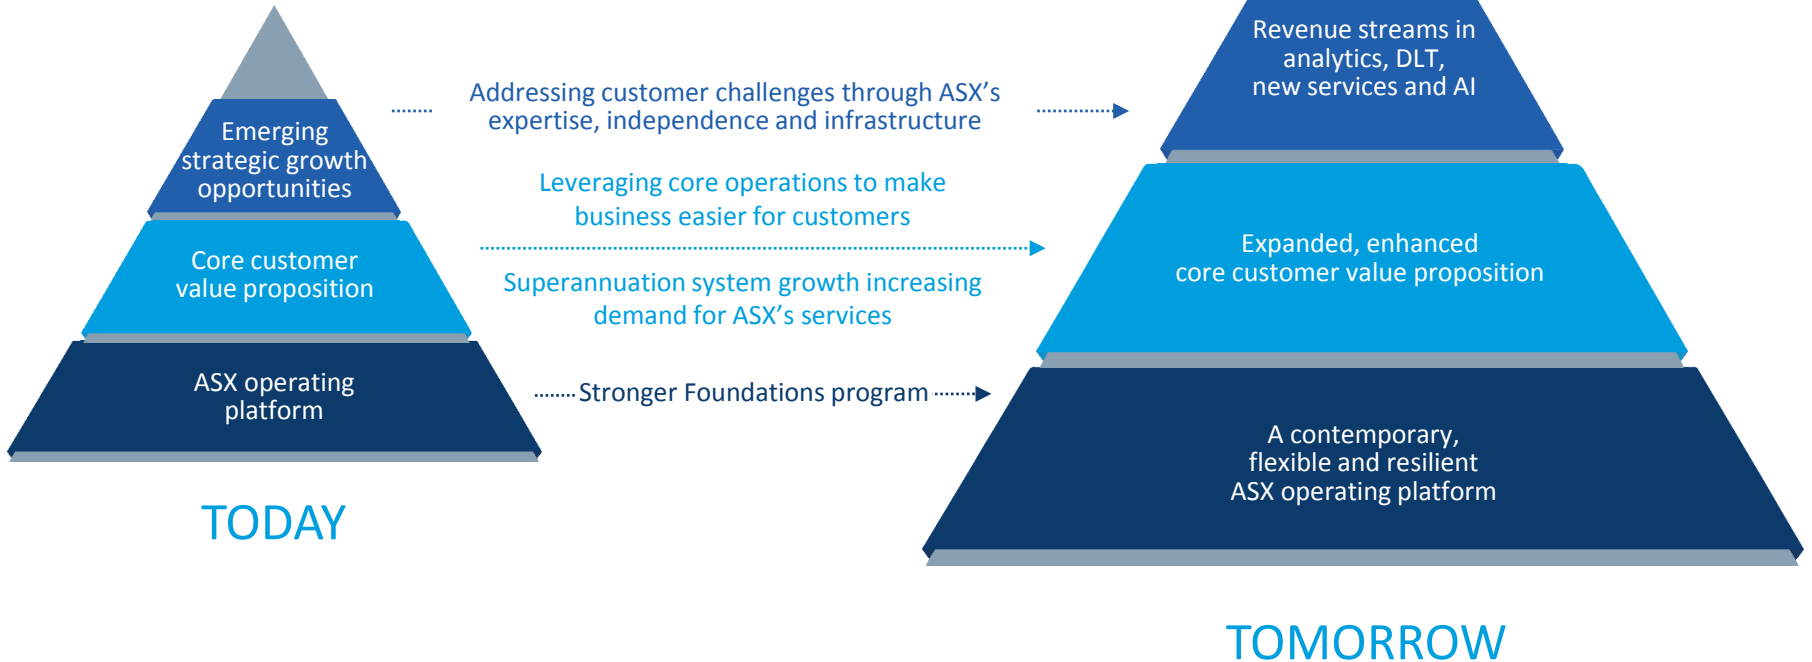 Emerging
strategic growth
opportunities
Core customer
value proposition
ASX operating
platform
TODAY
Addressing customer challenges through ASX’s
expertise, independence and infrastructure
Leveraging core operations to make
business easier for customers
Superannuation system growth increasing
demand for ASX’s services
Stronger Foundations program
Revenue streams in
analytics, DLT,
new services and AI
Expanded, enhanced
core customer value proposition
A contemporary,
flexible and resilient
ASX operating platform
TOMORROW